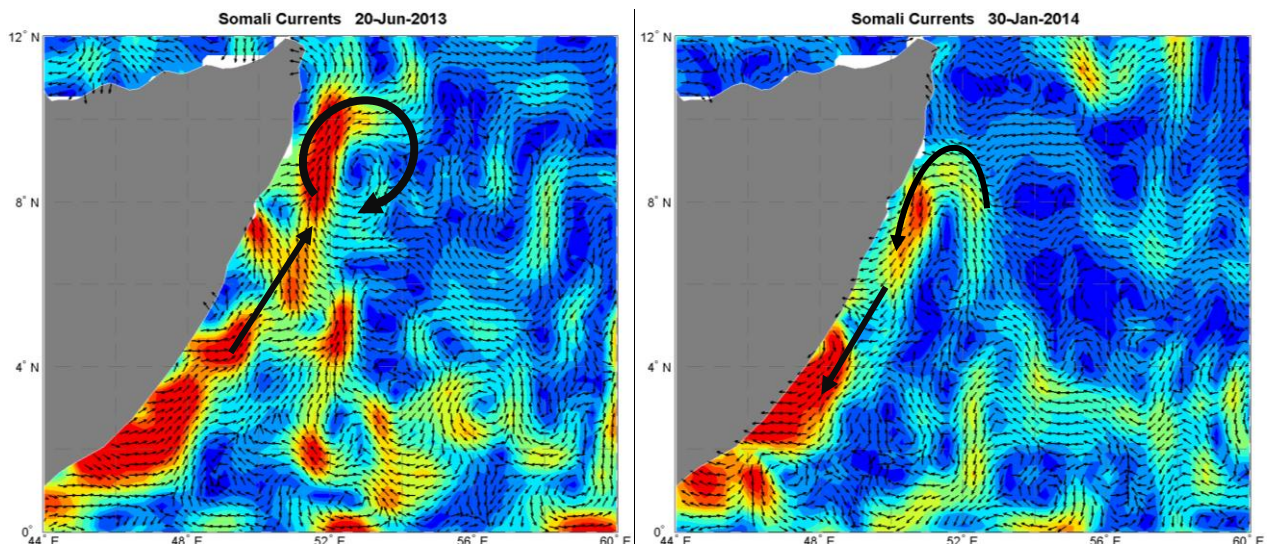 Somali Currents 20-Jun-2013
12° N
8° N
4° N
0°
44° E
48° E
52° E
56° E
60° E
Somali Currents 30-Jan-2014
12° N
8° N
4° N
0°
44° E
48° E
52° E
56° E
60° E